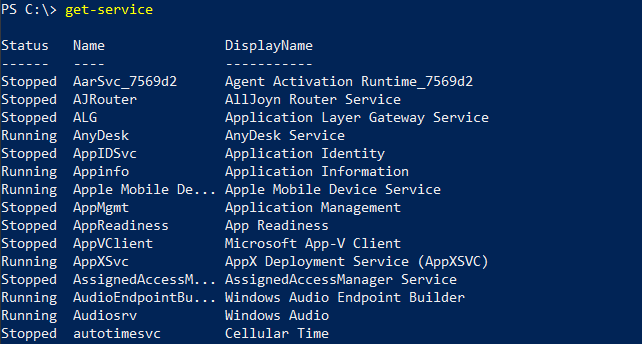 PS C:\> get-service
Status   Name               DisplayName
------   ----               -----------
Stopped  AarSvc_7569d2      Agent Activation Runtime_7569d2
Stopped  AJRouter           AllJoyn Router Service
Stopped  ALG                Application Layer Gateway Service
Running  AnyDesk            AnyDesk Service
Stopped  AppIDSvc           Application Identity
Running  Appinfo            Application Information
Running  Apple Mobile De... Apple Mobile Device Service
Stopped  AppMgmt            Application Management
Stopped  AppReadiness       App Readiness
Stopped  AppVClient         Microsoft App-V Client
Running  AppXSvc            AppX Deployment Service (AppXSVC)
Stopped  AssignedAccessM... AssignedAccessManager Service
Running  AudioEndpointBu... Windows Audio Endpoint Builder
Running  Audiosrv           Windows Audio
Stopped  autotimesvc        Cellular Time